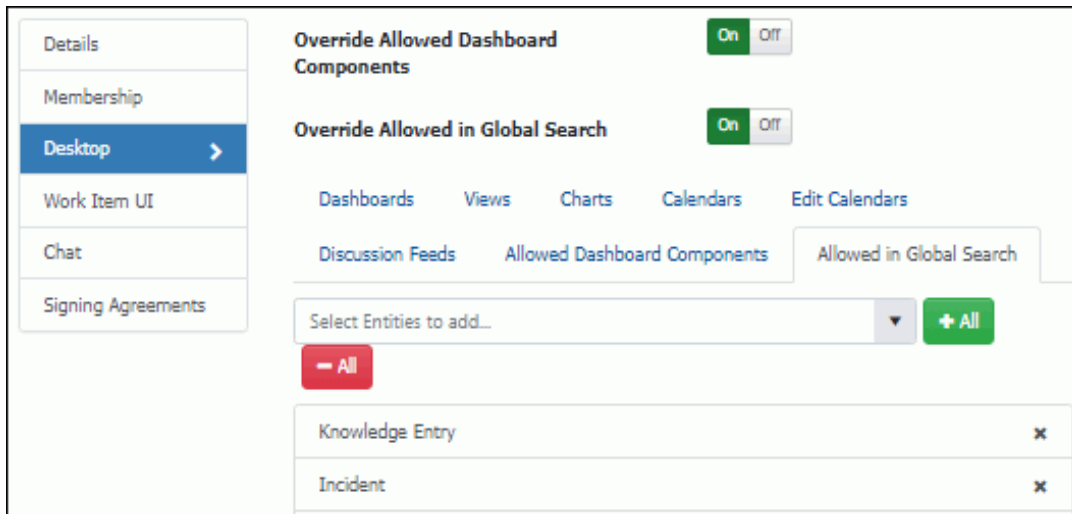 Details
Membership
Desktop
Work Item UI
Chat
Signing Agreements
Override Allowed Dashboard
Components
On Off
Override Allowed in Global Search
On Off
Dashboards Views Charts Calendars Edit Calendars
Discussion Feeds Allowed Dashboard Components Allowed in Global Search
Select Entities to add...
+ All
− All
Knowledge Entry
Incident